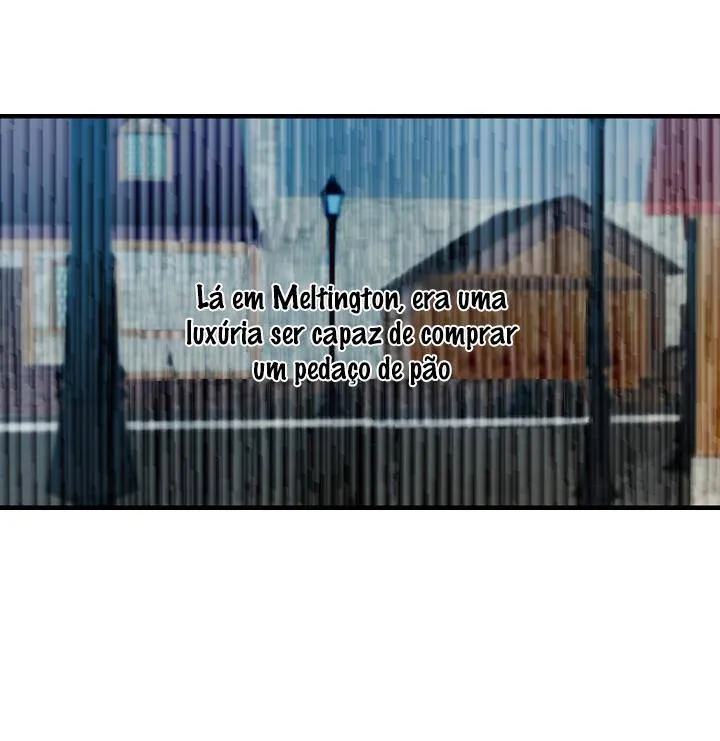 Lá em Meltington, era uma
luxúria ser capaz de comprar
um pedaço de pão